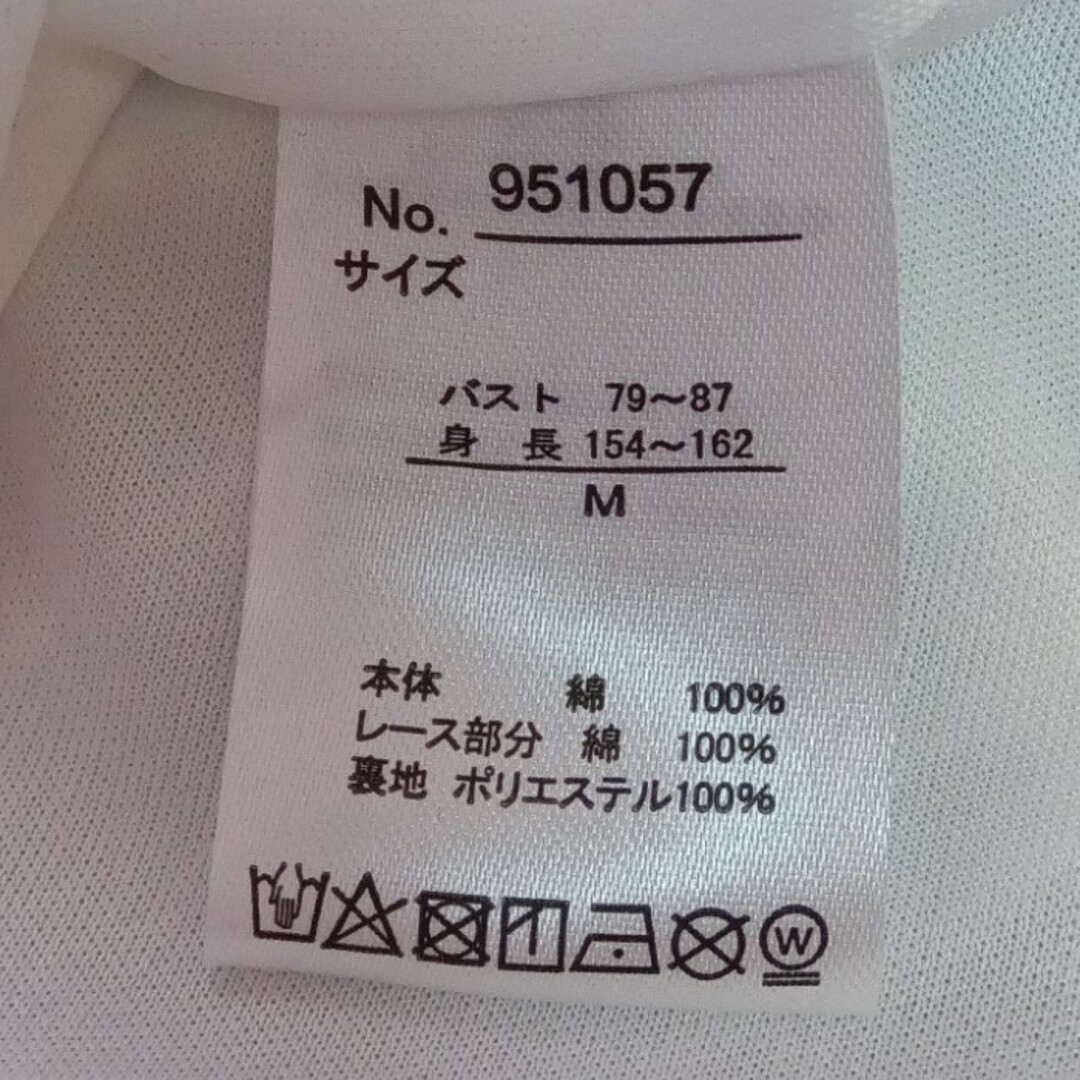 No. 951057
サイズ
バスト 79～87
身 長 154～162
M
本体 綿 100%
レース部分 綿 100%
裏地 ポリエステル100%
W